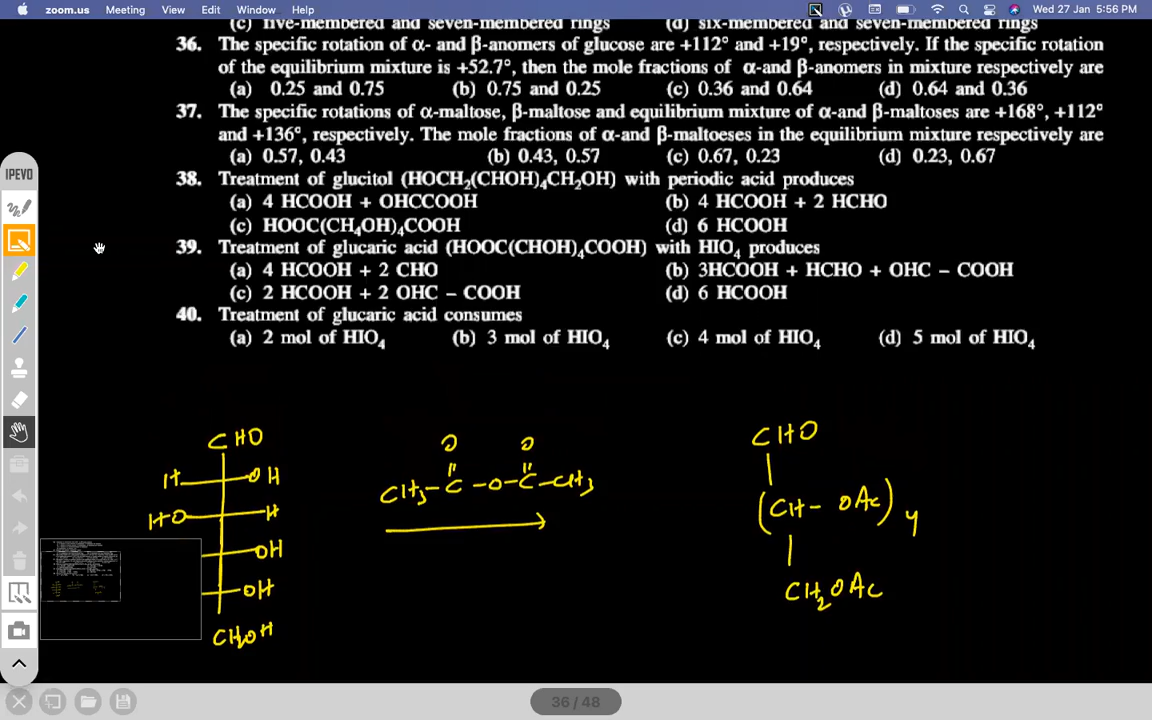 zoom.us Meeting View Edit Window Help Wed 27 Jan 5:56 PM
(c) five-membered and seven-membered rings (d) six-membered and seven-membered rings
36. The specific rotation of α- and β-anomers of glucose are +112° and +19°, respectively. If the specific rotation
of the equilibrium mixture is +52.7°, then the mole fractions of α-and β-anomers in mixture respectively are
(a) 0.25 and 0.75 (b) 0.75 and 0.25 (c) 0.36 and 0.64 (d) 0.64 and 0.36
37. The specific rotations of α-maltose, β-maltose and equilibrium mixture of α-and β-maltoses are +168°, +112°
and +136°, respectively. The mole fractions of α-and β-maltoeses in the equilibrium mixture respectively are
(a) 0.57, 0.43 (b) 0.43, 0.57 (c) 0.67, 0.23 (d) 0.23, 0.67
38. Treatment of glucitol (HOCH₂(CHOH)₄CH₂OH) with periodic acid produces
(a) 4 HCOOH + OHCCOOH (b) 4 HCOOH + 2 HCHO
(c) HOOC(CH₄OH)₄COOH (d) 6 HCOOH
39. Treatment of glucaric acid (HOOC(CHOH)₄COOH) with HIO₄ produces
(a) 4 HCOOH + 2 CHO (b) 3HCOOH + HCHO + OHC – COOH
(c) 2 HCOOH + 2 OHC – COOH (d) 6 HCOOH
40. Treatment of glucaric acid consumes
(a) 2 mol of HIO₄ (b) 3 mol of HIO₄ (c) 4 mol of HIO₄ (d) 5 mol of HIO₄
IPEVO
CHO
H OH
HO H
OH
OH
CH₂OH
O O
CH₃-C-O-C-CH₃
CHO
(CH- OAc)4
CH₂OAc
36 / 48